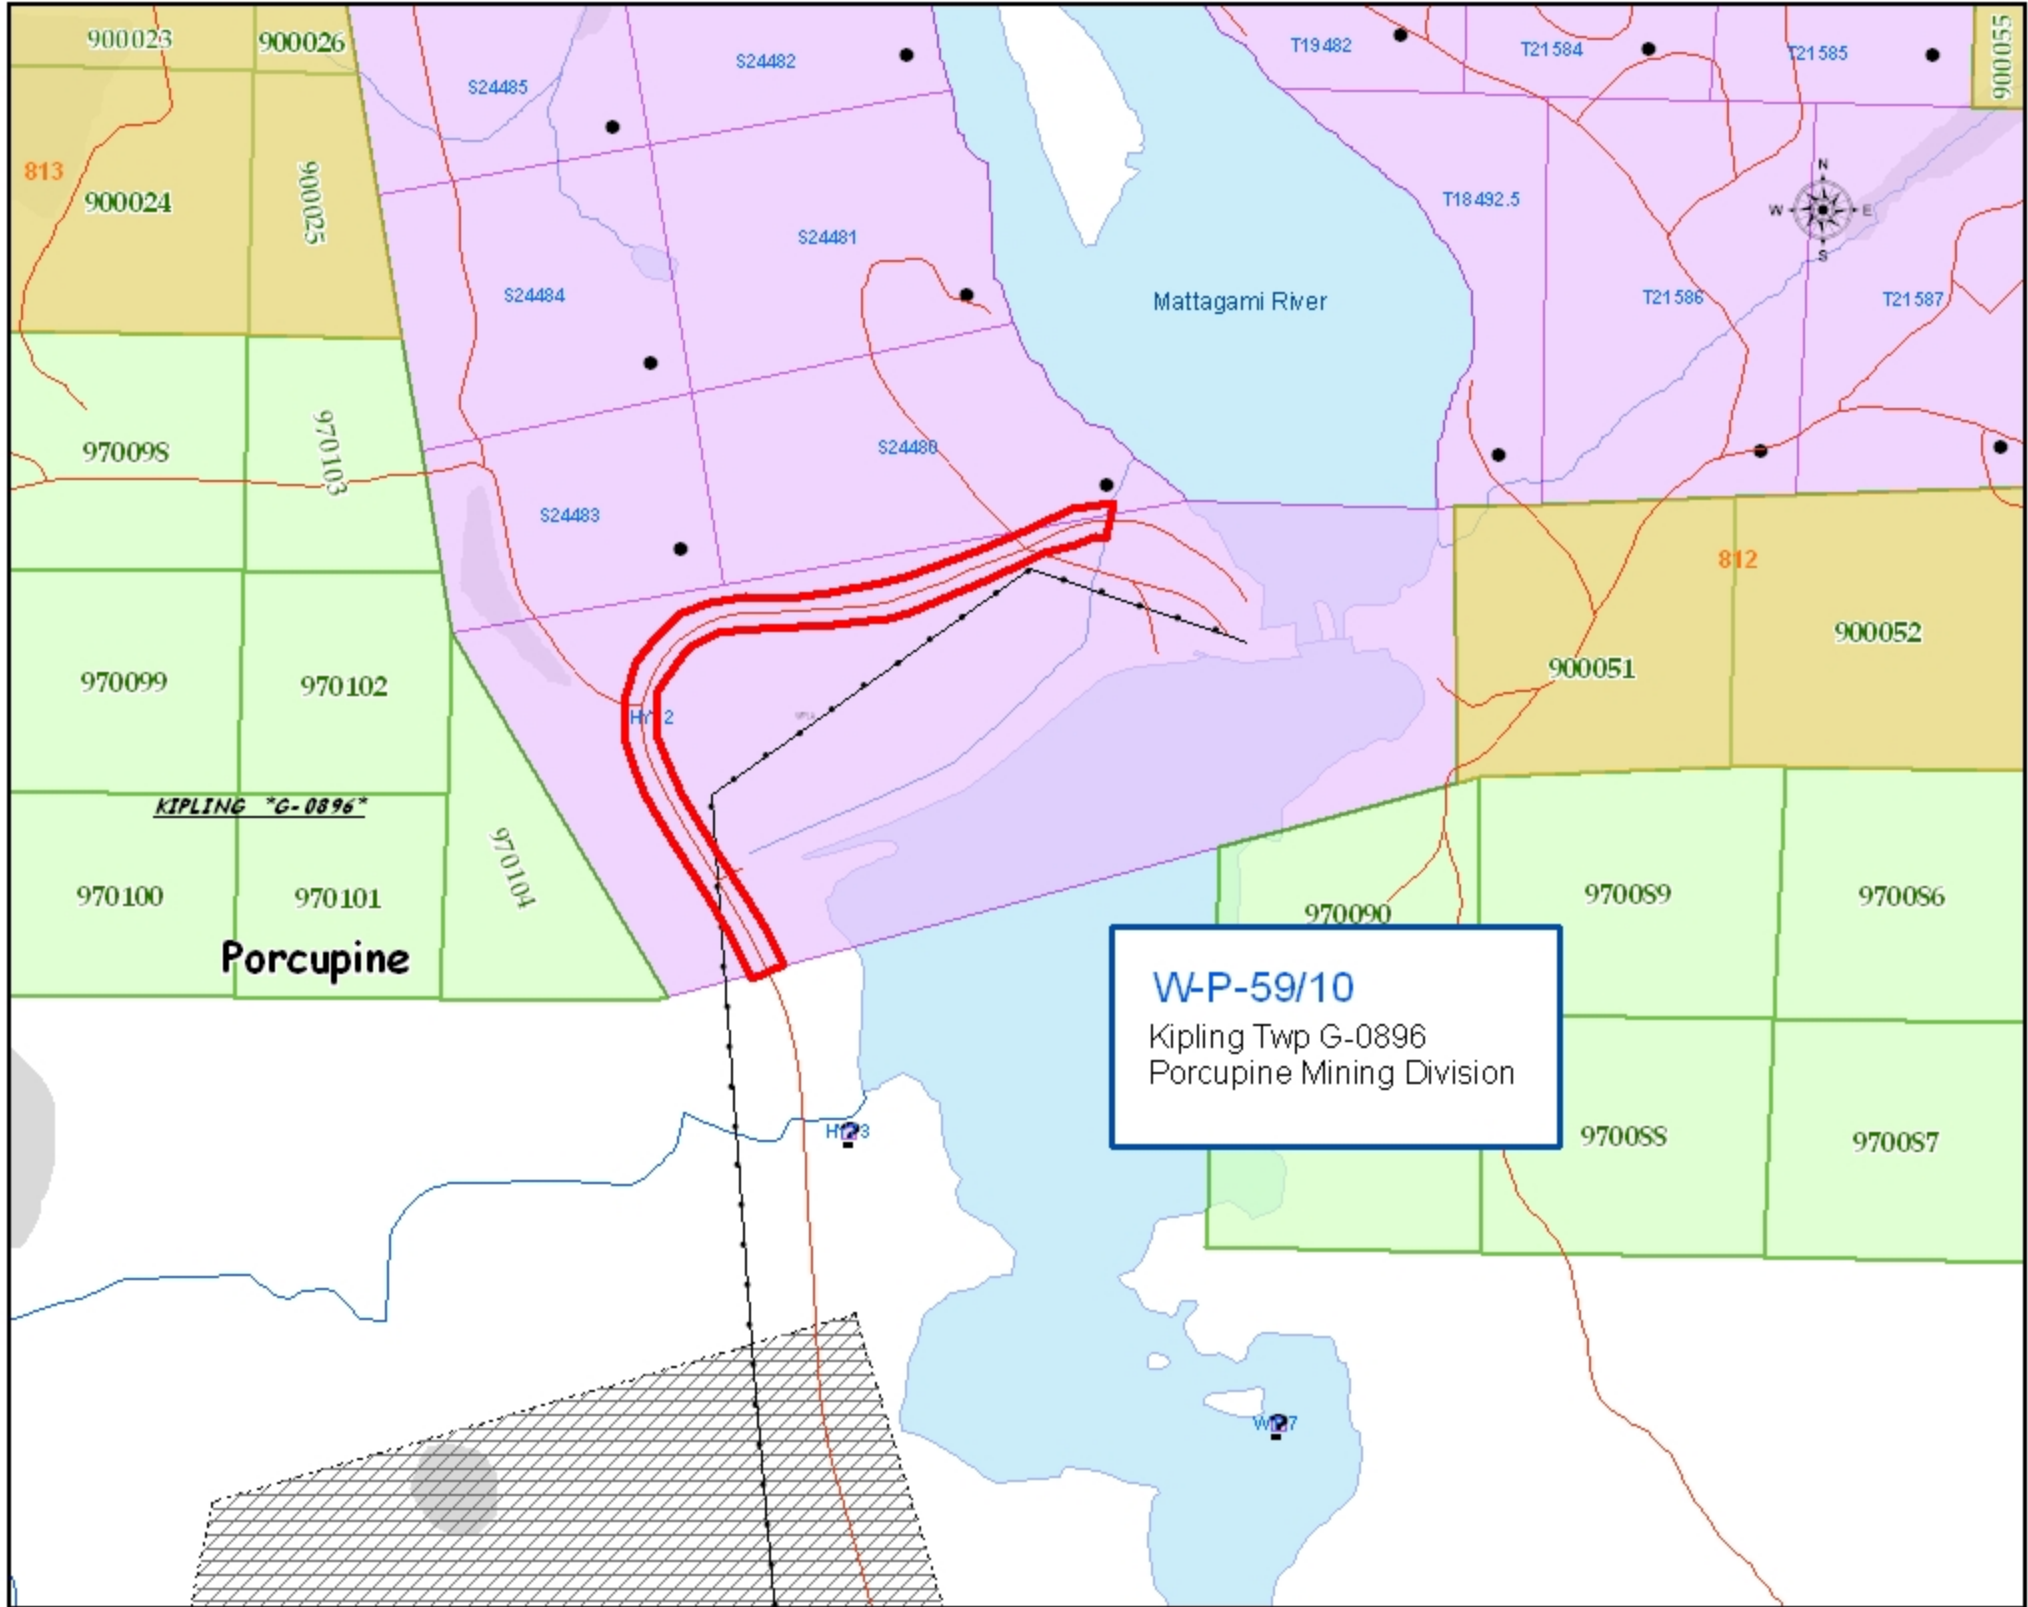 900023
900026
S24482
T19482
T21584
T21585
900055
S24485
813
900024
900025
T18492.5
N
W
E
S
S24481
S24484
Mattagami River
T21586
T21587
970098
970103
S24480
S24483
812
900052
900051
970099
970102
KIPLING *G-0896*
970104
970100
970101
970090
970089
970086
Porcupine
W-P-59/10
Kipling Twp G-0896
Porcupine Mining Division
970088
970087